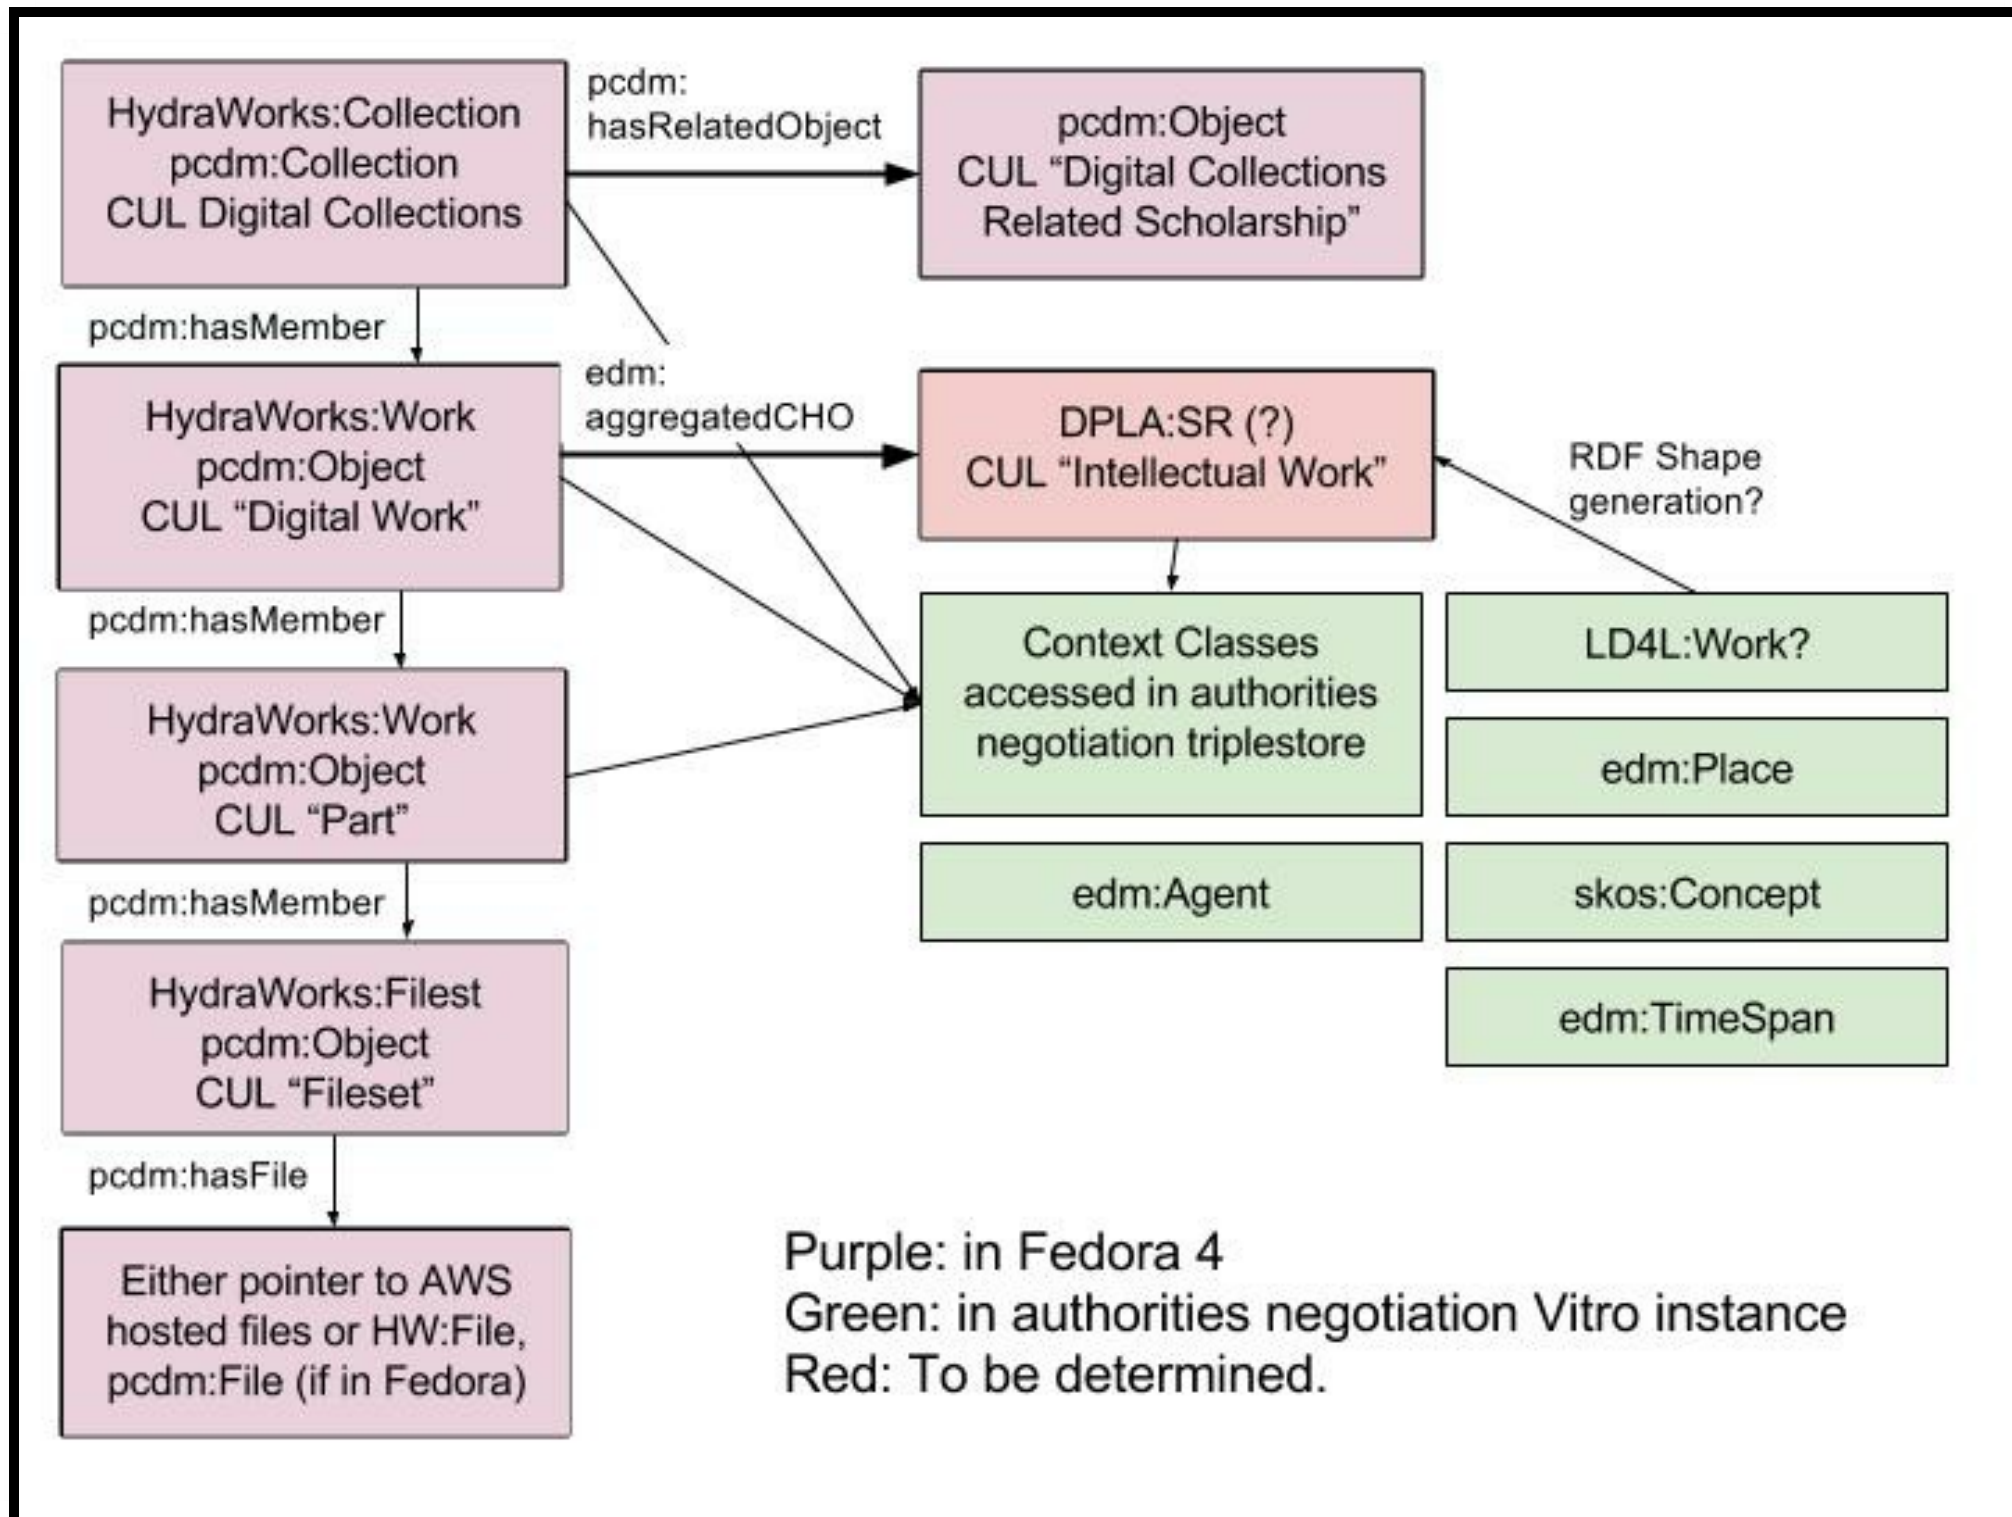 HydraWorks:Collection
pcdm:Collection
CUL Digital Collections
pcdm:
hasRelatedObject
pcdm:Object
CUL “Digital Collections
Related Scholarship”
pcdm:hasMember
HydraWorks:Work
pcdm:Object
CUL “Digital Work”
edm:
aggregatedCHO
DPLA:SR (?)
CUL “Intellectual Work”
RDF Shape
generation?
pcdm:hasMember
HydraWorks:Work
pcdm:Object
CUL “Part”
Context Classes
accessed in authorities
negotiation triplestore
LD4L:Work?
edm:Place
pcdm:hasMember
edm:Agent
skos:Concept
HydraWorks:Filest
pcdm:Object
CUL “Fileset”
edm:TimeSpan
pcdm:hasFile
Either pointer to AWS
hosted files or HW:File,
pcdm:File (if in Fedora)
Purple: in Fedora 4
Green: in authorities negotiation Vitro instance
Red: To be determined.